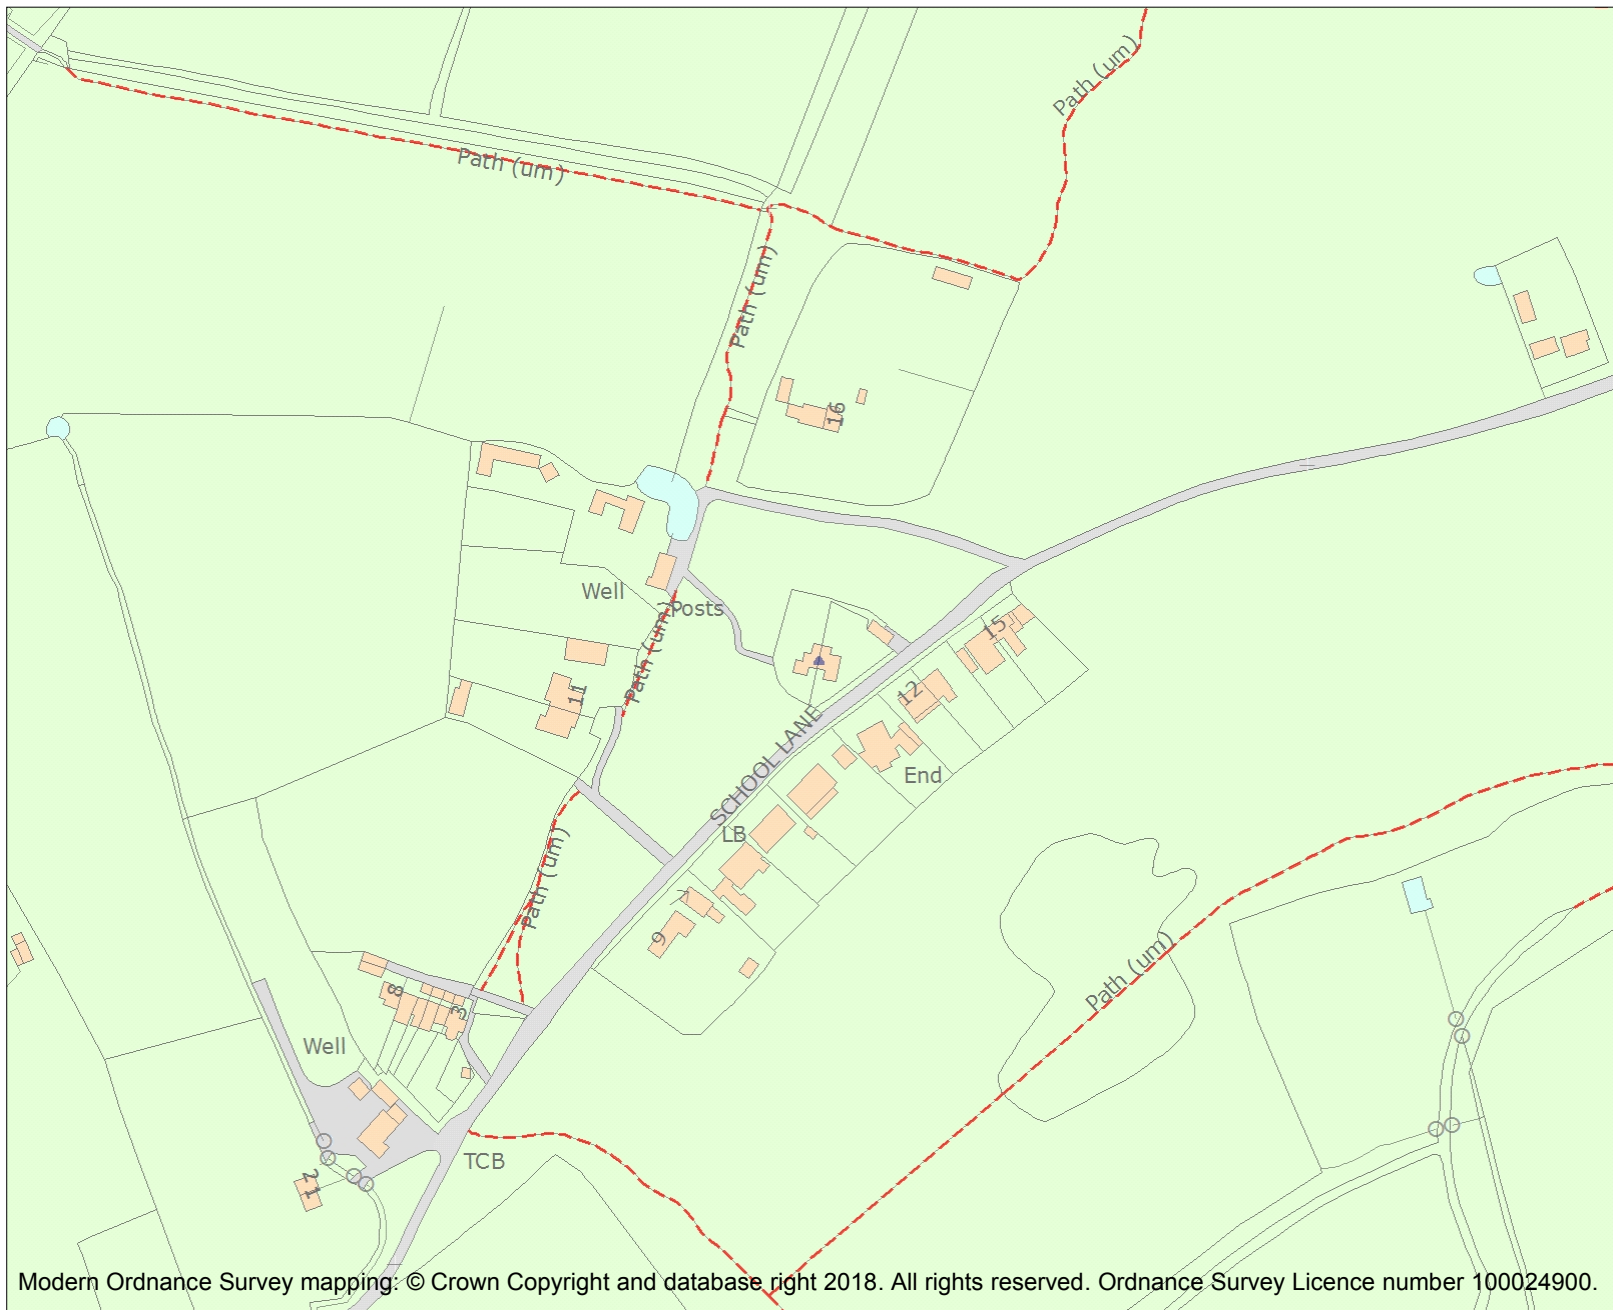 Path (um)
Path (um)
Path (um)
16
Well
Posts
Path (um)
15
11
12
SCHOOL LANE
End
LB
Path (um)
7
9
Path (um)
8
3
Well
TCB
21
Modern Ordnance Survey mapping: © Crown Copyright and database right 2018. All rights reserved. Ordnance Survey Licence number 100024900.